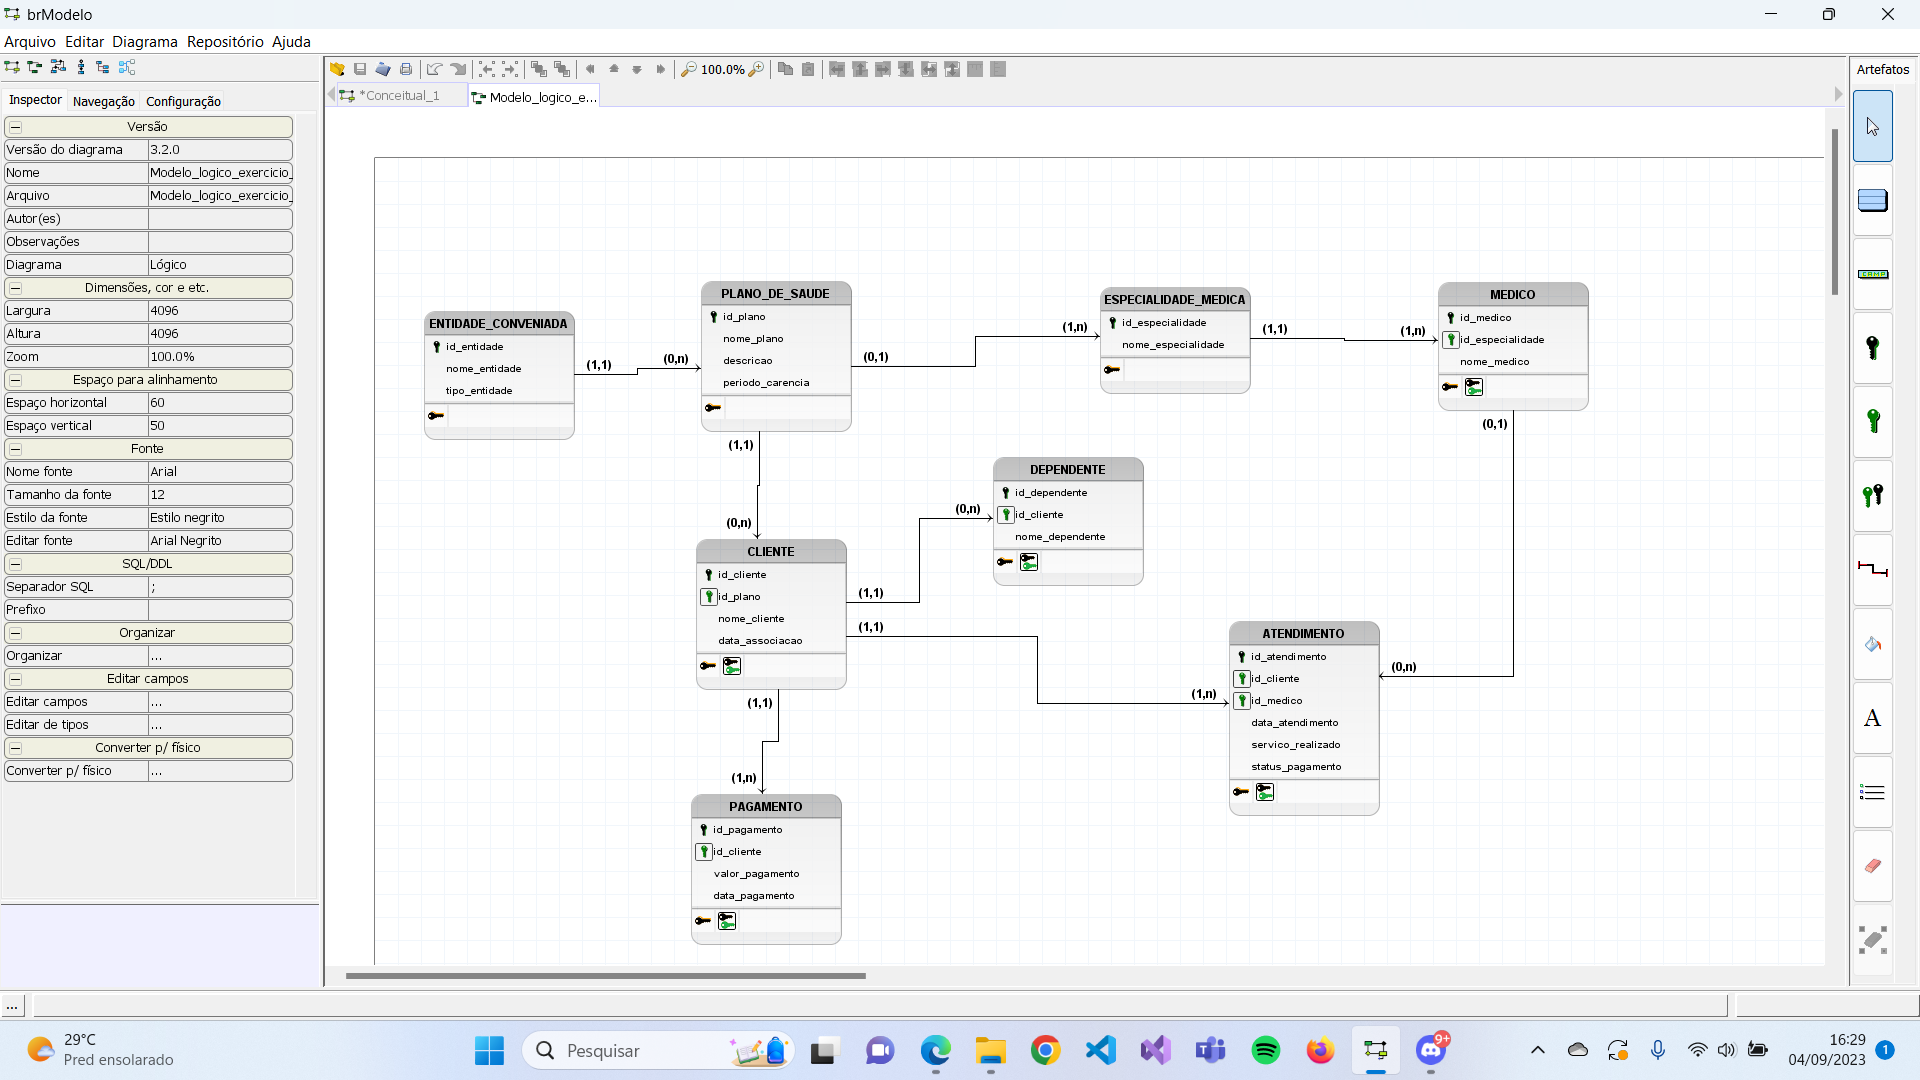 brModelo
Arquivo Editar Diagrama Repositório Ajuda
100.0%
Artefatos
Inspector Navegação Configuração
*Conceitual_1
Modelo_logico_e...
Versão
Versão do diagrama 3.2.0
Nome Modelo_logico_exercicio_
Arquivo Modelo_logico_exercicio_
Autor(es)
Observações
Diagrama Lógico
Dimensões, cor e etc.
Largura 4096
Altura 4096
Zoom 100.0%
Espaço para alinhamento
Espaço horizontal 60
Espaço vertical 50
Fonte
Nome fonte Arial
Tamanho da fonte 12
Estilo da fonte Estilo negrito
Editar fonte Arial Negrito
SQL/DDL
Separador SQL ;
Prefixo
Organizar
Organizar ...
Editar campos
Editar campos ...
Editar de tipos ...
Converter p/ físico
Converter p/ físico ...
ENTIDADE_CONVENIADA
id_entidade
nome_entidade
tipo_entidade
(1,1)
(0,n)
PLANO_DE_SAUDE
id_plano
nome_plano
descricao
periodo_carencia
(0,1)
(1,n)
ESPECIALIDADE_MEDICA
id_especialidade
nome_especialidade
(1,1)
(1,n)
MEDICO
id_medico
id_especialidade
nome_medico
(0,1)
(1,1)
(0,n)
DEPENDENTE
id_dependente
id_cliente
nome_dependente
(0,n)
CLIENTE
id_cliente
id_plano
nome_cliente
data_associacao
(1,1)
(1,1)
(1,n)
ATENDIMENTO
id_atendimento
id_cliente
id_medico
data_atendimento
servico_realizado
status_pagamento
(0,n)
(1,1)
(1,n)
PAGAMENTO
id_pagamento
id_cliente
valor_pagamento
data_pagamento
CAMPO
A
...
29°C
Pred ensolarado
Pesquisar
9+
16:29
04/09/2023
1